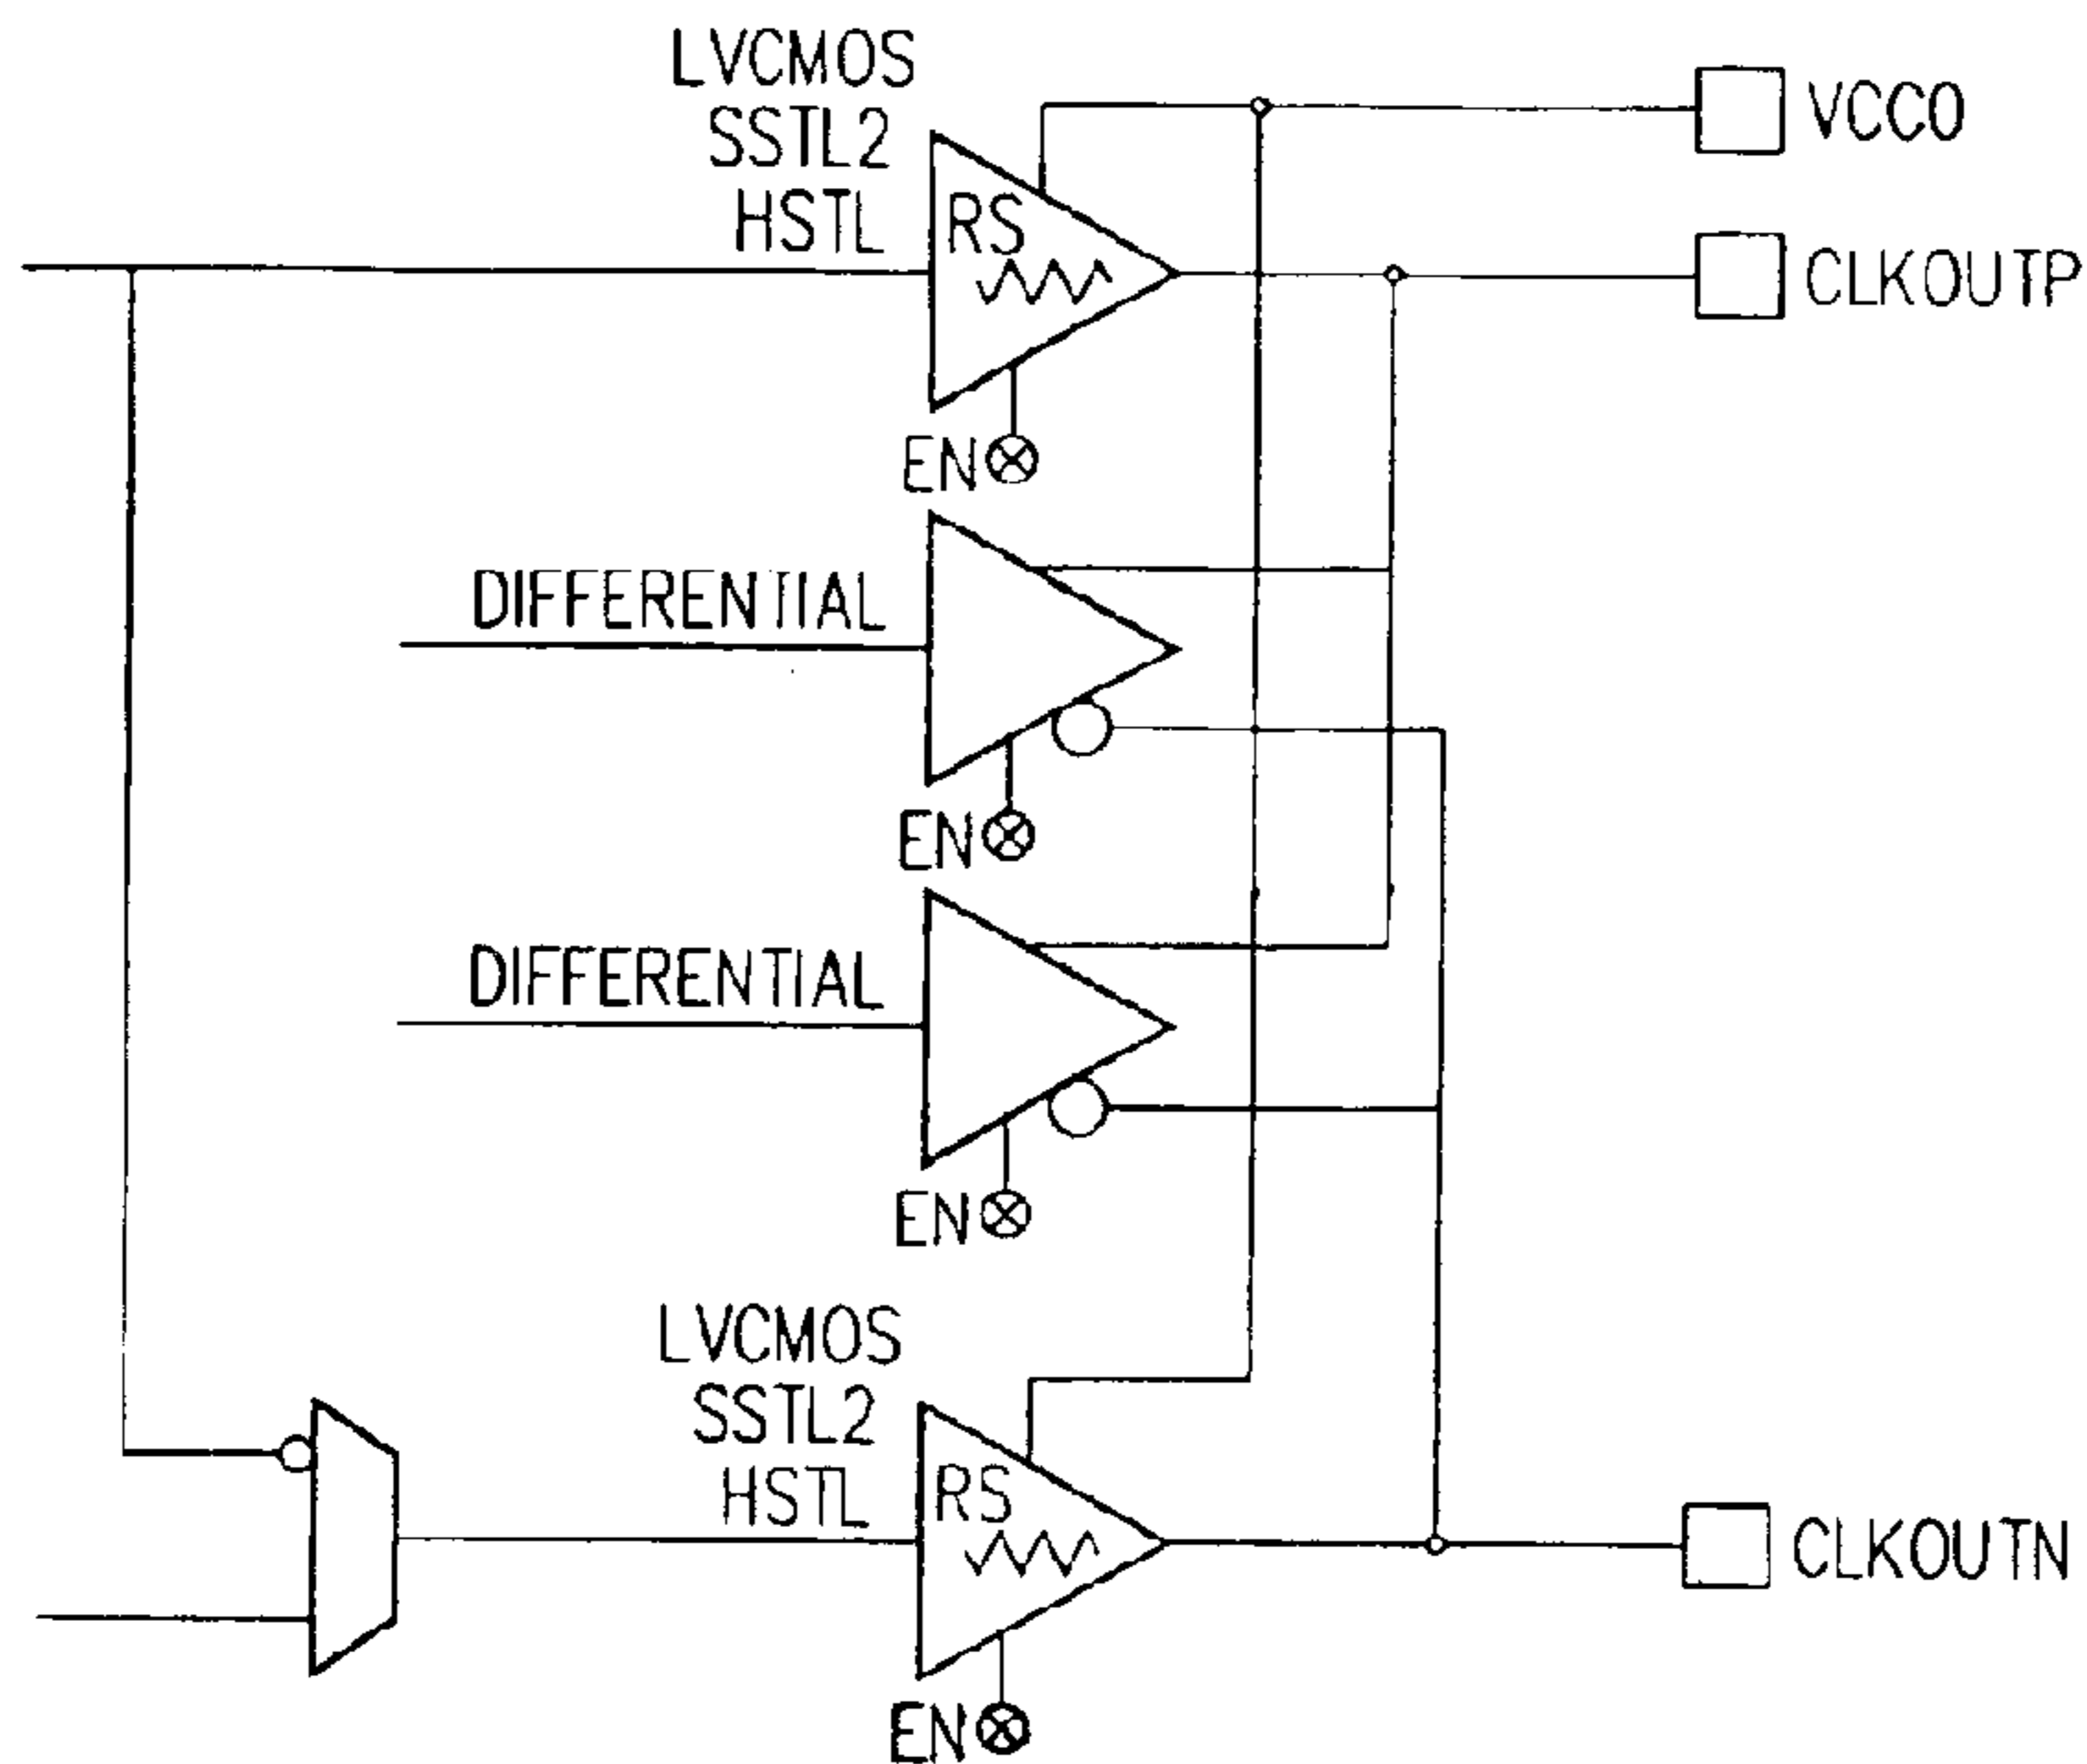 LVCMOS
SSTL2
HSTL
RS
VCCO
CLKOUTP
EN
DIFFERENTIAL
EN
DIFFERENTIAL
EN
LVCMOS
SSTL2
HSTL
RS
CLKOUTN
EN